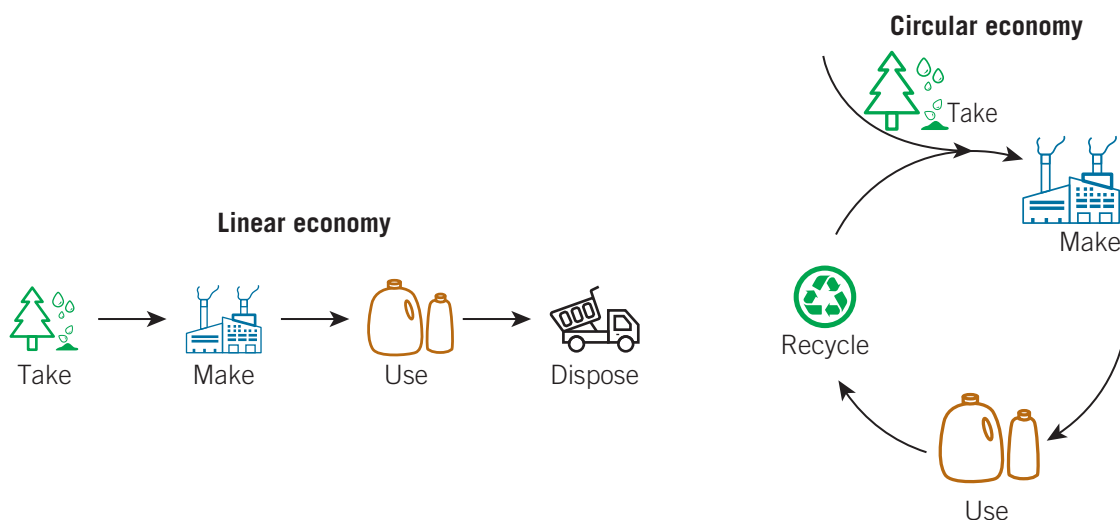 Linear economy
Take
Make
Use
Dispose
Circular economy
Take
Make
Use
Recycle